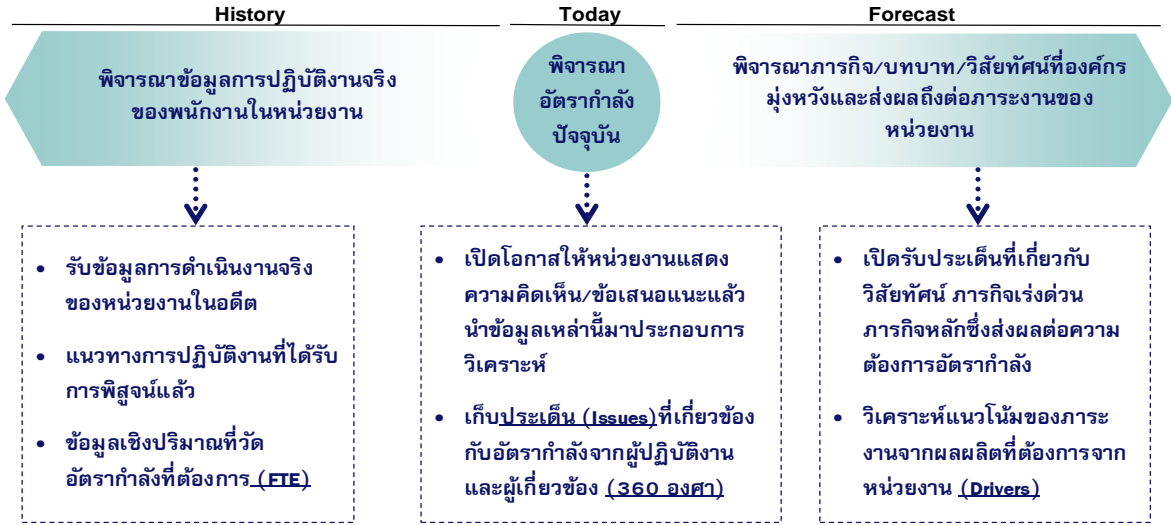 History
Today
Forecast
พิจารณาข้อมูลการปฏิบัติงานจริง
ของพนักงานในหน่วยงาน
พิจารณา
อัตรากำลัง
ปัจจุบัน
พิจารณาภารกิจ/บทบาท/วิสัยทัศน์ที่องค์กร
มุ่งหวังและส่งผลถึงต่อภาระงานของ
หน่วยงาน
• รับข้อมูลการดำเนินงานจริง
ของหน่วยงานในอดีต
• แนวทางการปฏิบัติงานที่ได้รับ
การพิสูจน์แล้ว
• ข้อมูลเชิงปริมาณที่วัด
อัตรากำลังที่ต้องการ (FTE)
• เปิดโอกาสให้หน่วยงานแสดง
ความคิดเห็น/ข้อเสนอแนะแล้ว
นำข้อมูลเหล่านี้มาประกอบการ
วิเคราะห์
• เก็บประเด็น (Issues)ที่เกี่ยวข้อง
กับอัตรากำลังจากผู้ปฏิบัติงาน
และผู้เกี่ยวข้อง (360 องศา)
• เปิดรับประเด็นที่เกี่ยวกับ
วิสัยทัศน์ ภารกิจเร่งด่วน
ภารกิจหลักซึ่งส่งผลต่อความ
ต้องการอัตรากำลัง
• วิเคราะห์แนวโน้มของภาระ
งานจากผลผลิตที่ต้องการจาก
หน่วยงาน (Drivers)